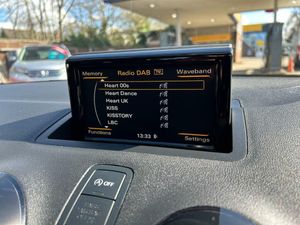 Memory Radio DAB TP Waveband
Heart 00s
Heart Dance
Heart UK
KISS
KISSTORY
LBC
Functions 13:33 Settings
OFF